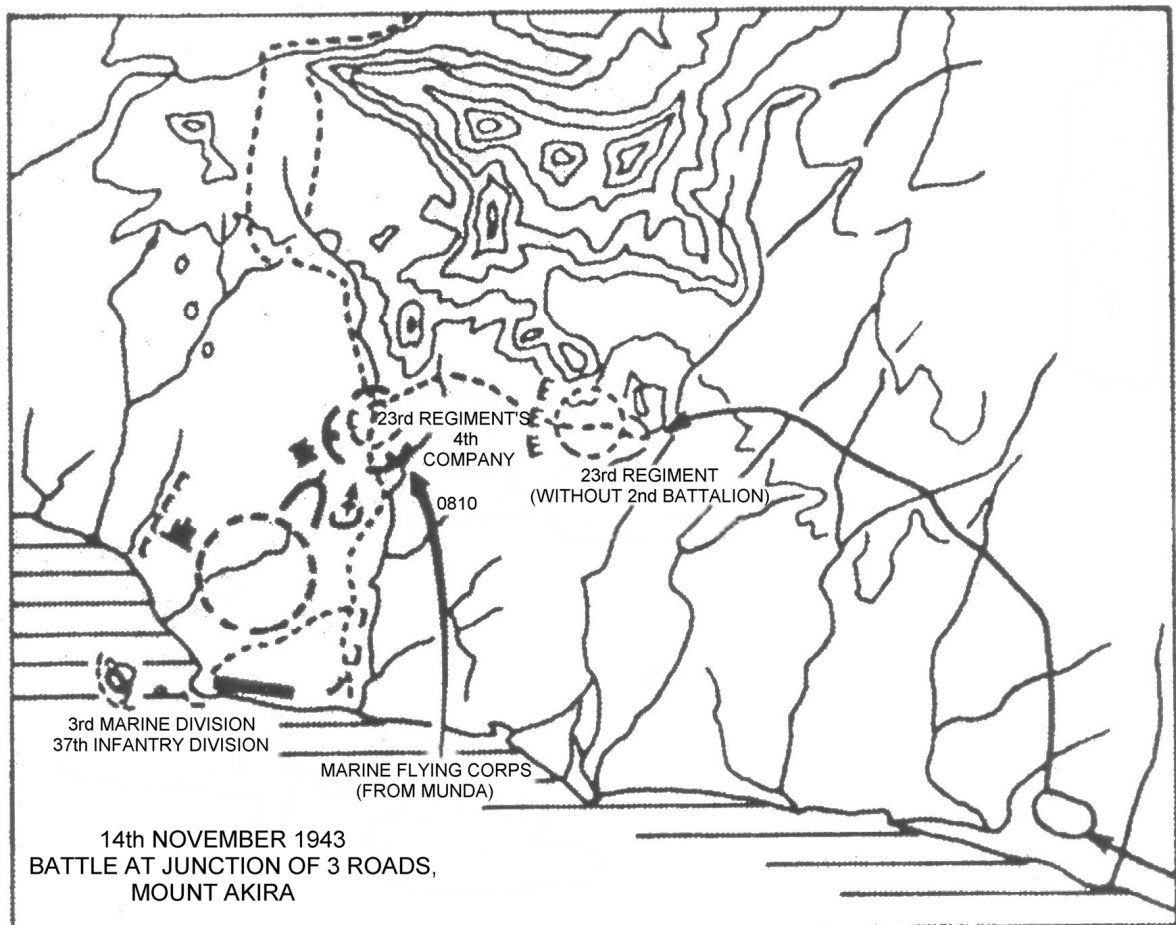 23rd REGIMENT'S
4th
COMPANY
0810
23rd REGIMENT
(WITHOUT 2nd BATTALION)
3rd MARINE DIVISION
37th INFANTRY DIVISION
MARINE FLYING CORPS
(FROM MUNDA)
14th NOVEMBER 1943
BATTLE AT JUNCTION OF 3 ROADS,
MOUNT AKIRA